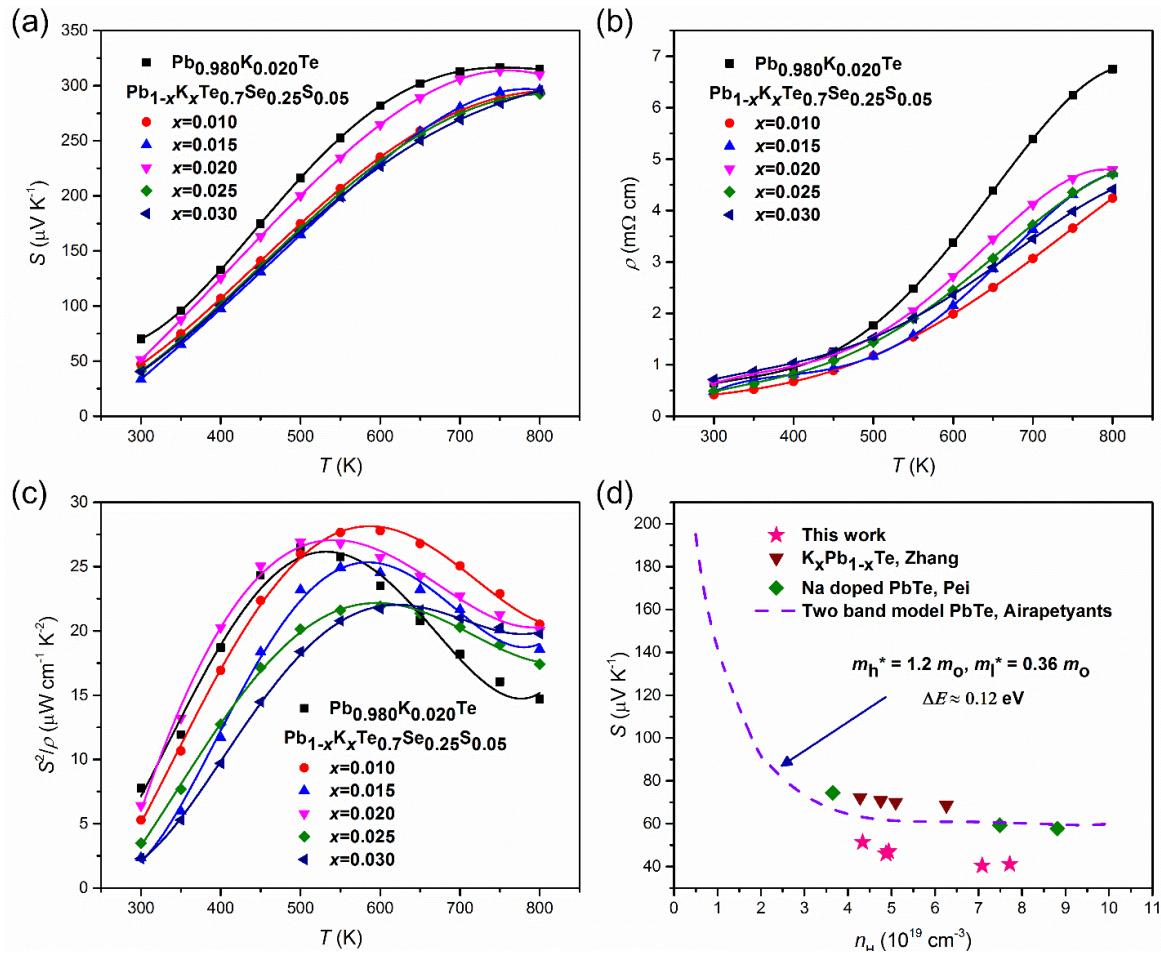 (a)
350
300
250
200
150
100
50
0
S (μV K⁻¹)
Pb₀.₉₈₀K₀.₀₂₀Te
Pb₁₋ₓKₓTe₀.₇Se₀.₂₅S₀.₀₅
x=0.010
x=0.015
x=0.020
x=0.025
x=0.030
300 400 500 600 700 800
T (K)
(b)
7
6
5
4
3
2
1
0
ρ (mΩ cm)
Pb₀.₉₈₀K₀.₀₂₀Te
Pb₁₋ₓKₓTe₀.₇Se₀.₂₅S₀.₀₅
x=0.010
x=0.015
x=0.020
x=0.025
x=0.030
300 400 500 600 700 800
T (K)
(c)
30
25
20
15
10
5
0
S²/ρ (μW cm⁻¹ K⁻²)
Pb₀.₉₈₀K₀.₀₂₀Te
Pb₁₋ₓKₓTe₀.₇Se₀.₂₅S₀.₀₅
x=0.010
x=0.015
x=0.020
x=0.025
x=0.030
300 400 500 600 700 800
T (K)
(d)
200
180
160
140
120
100
80
60
40
S (μV K⁻¹)
This work
KₓPb₁₋ₓTe, Zhang
Na doped PbTe, Pei
Two band model PbTe, Airapetyants
mₕ* = 1.2 mₒ, mₗ* = 0.36 mₒ
ΔE ≈ 0.12 eV
0 1 2 3 4 5 6 7 8 9 10 11
n_H (10¹⁹ cm⁻³)